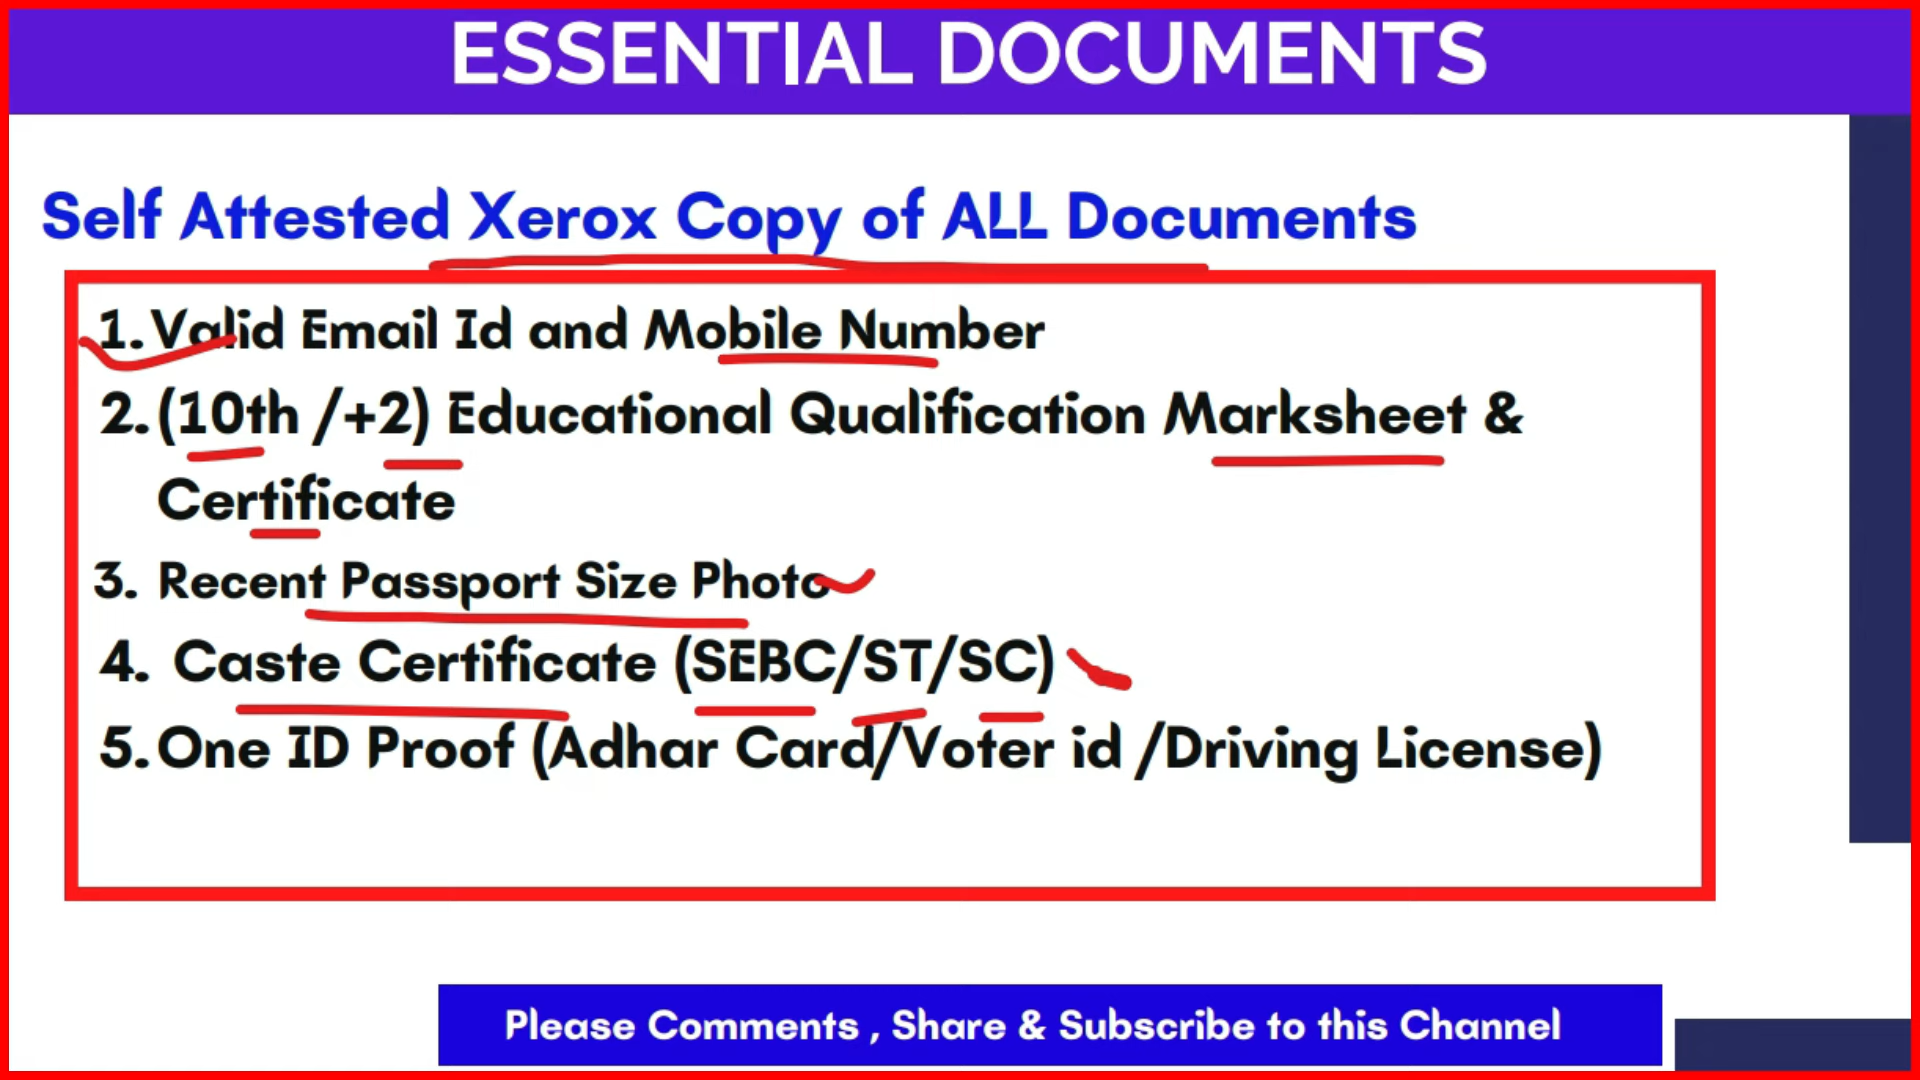 ESSENTIAL DOCUMENTS
Self Attested Xerox Copy of ALL Documents
1. Valid Email Id and Mobile Number
2. (10th /+2) Educational Qualification Marksheet &
Certificate
3. Recent Passport Size Photo
4. Caste Certificate (SEBC/ST/SC)
5. One ID Proof (Adhar Card/Voter id /Driving License)
Please Comments , Share & Subscribe to this Channel